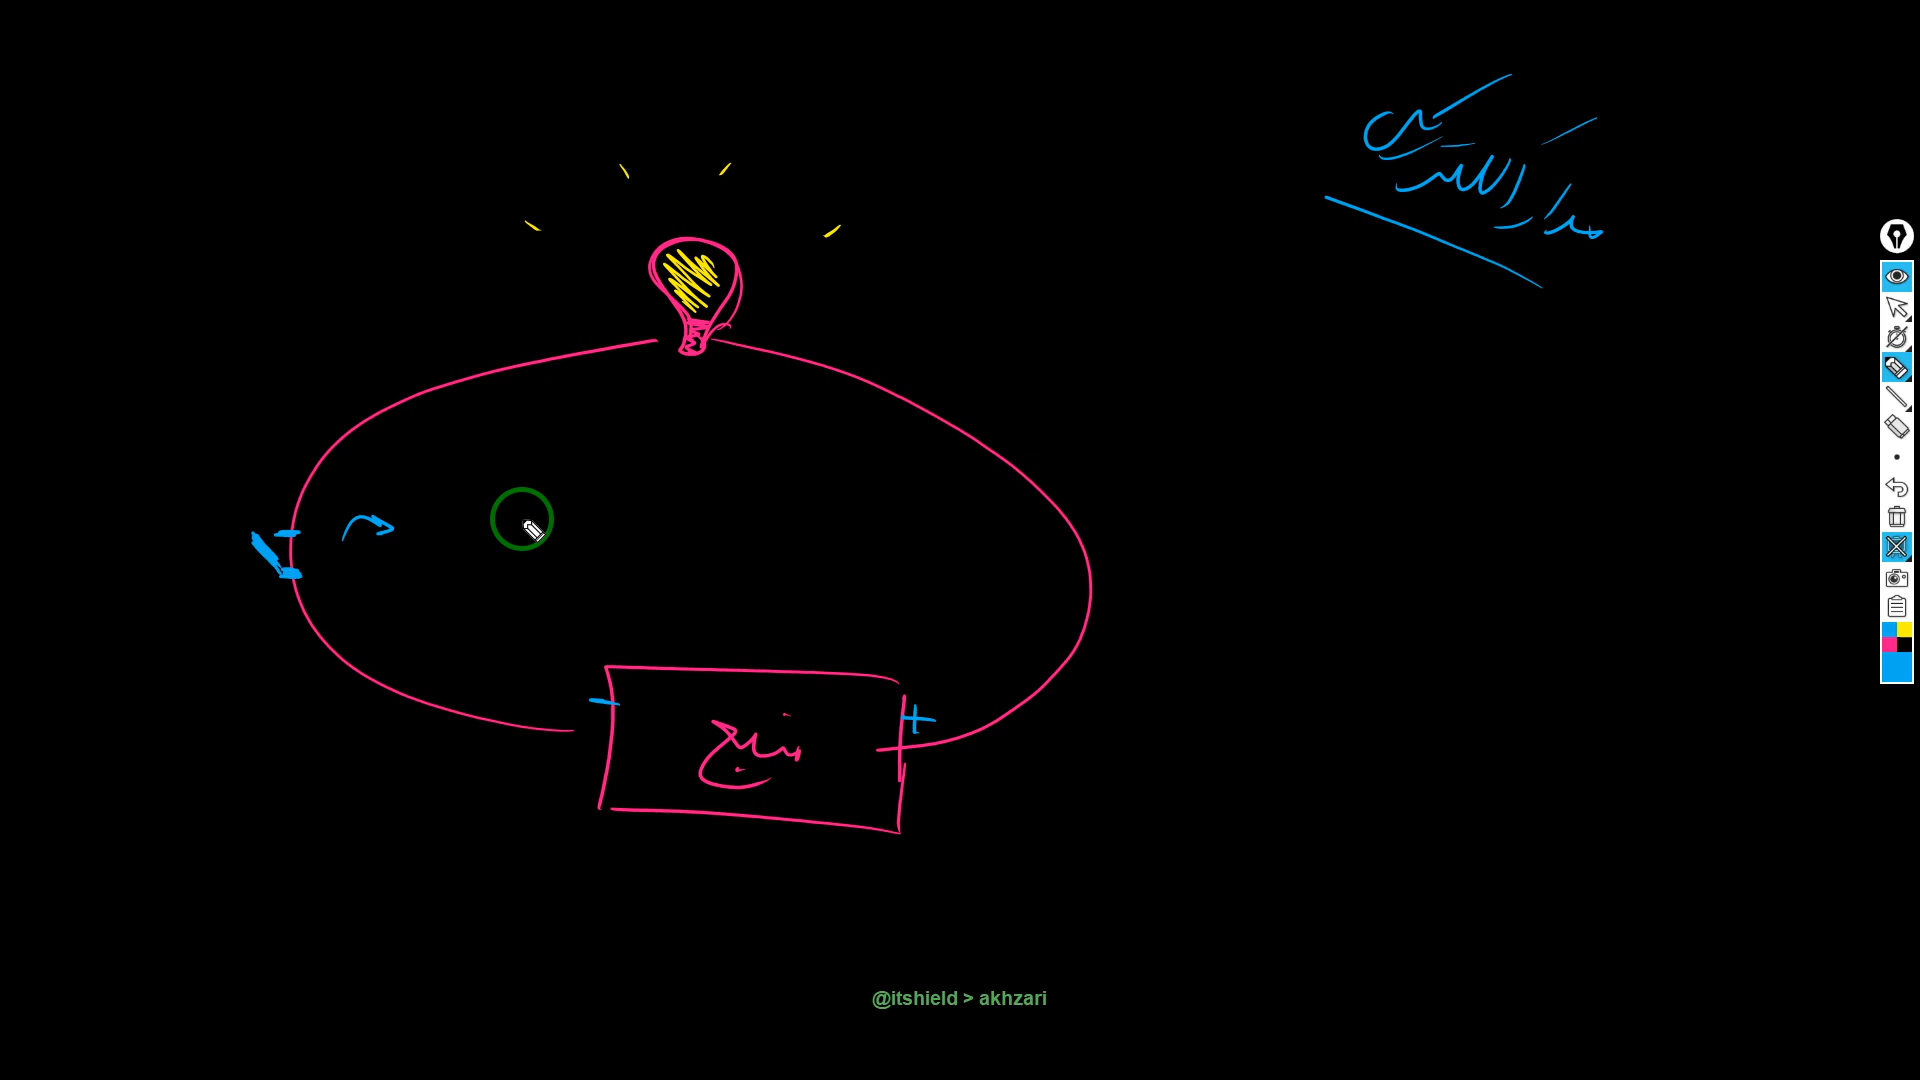 مدار الکتریکی
منبع
- +
@itshield > akhzari